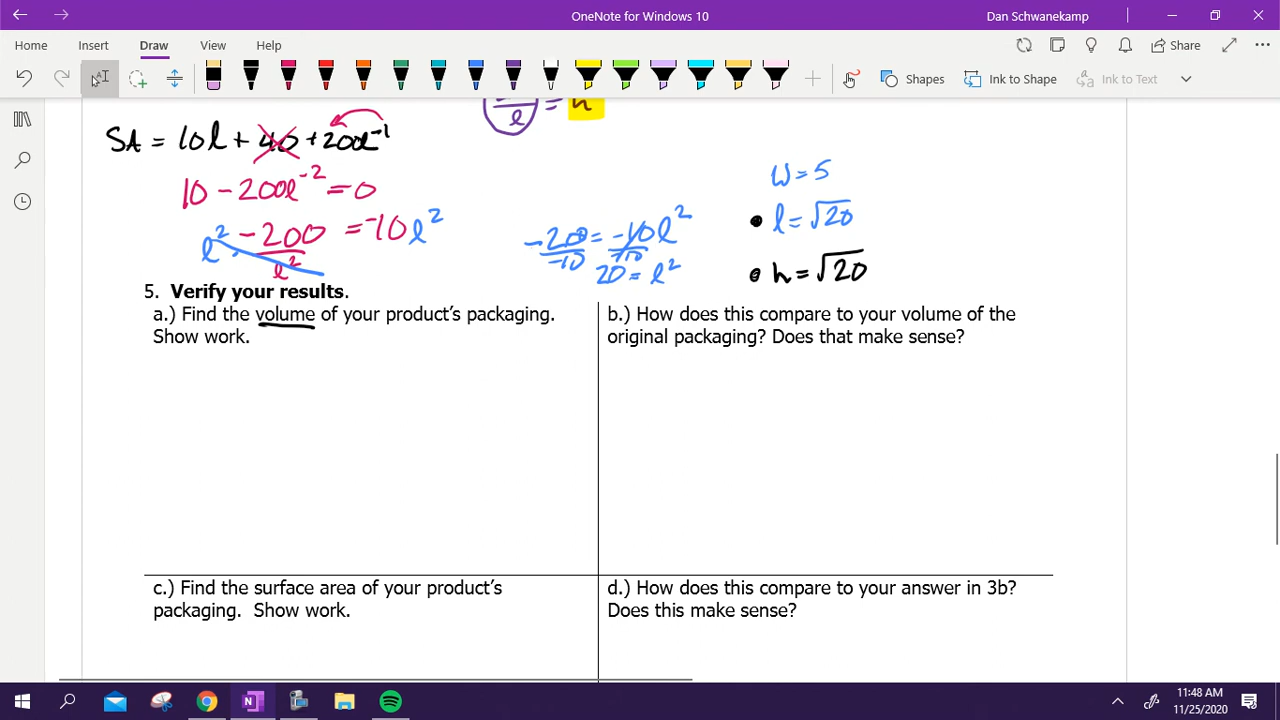 OneNote for Windows 10
Dan Schwanekamp
Home Insert Draw View Help
Share
Shapes
Ink to Shape
Ink to Text
l = h
SA = 10l + 40 + 200l⁻¹
10 - 200l⁻² = 0
l² - 200 = -10l²
l²
-200 = -10l²
-10 -10
20 = l²
W = 5
l = √20
h = √20
5. Verify your results.
a.) Find the volume of your product's packaging.
Show work.
b.) How does this compare to your volume of the
original packaging? Does that make sense?
c.) Find the surface area of your product's
packaging. Show work.
d.) How does this compare to your answer in 3b?
Does this make sense?
11:48 AM
11/25/2020